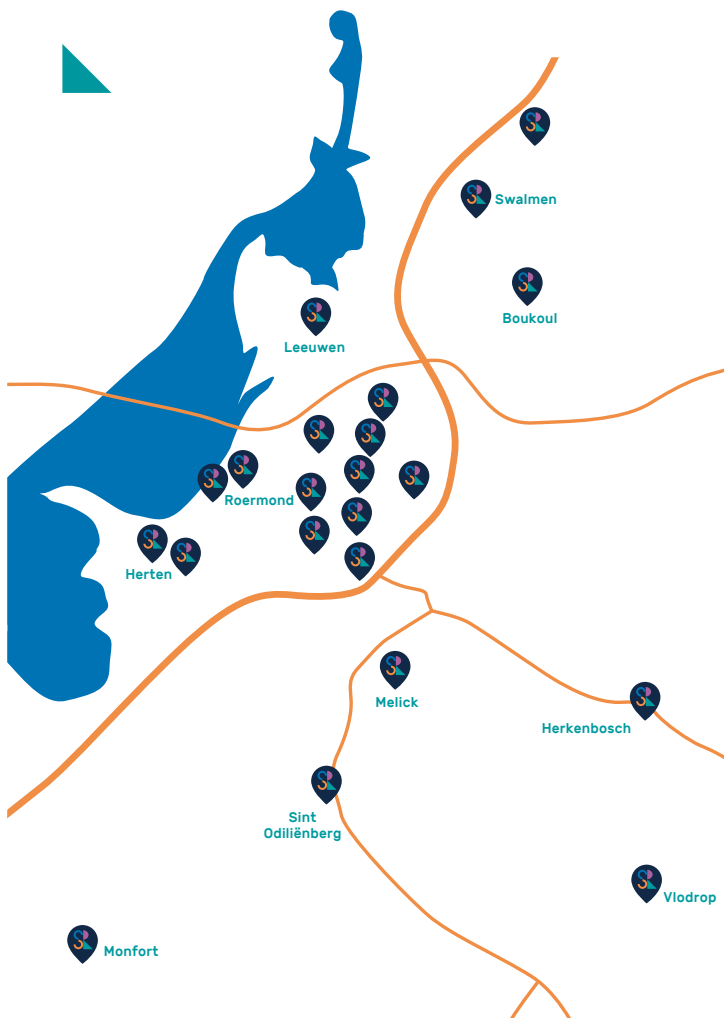 Swalmen
Boukoul
Leeuwen
Roermond
Herten
Melick
Herkenbosch
Sint
Odiliënberg
Vlodrop
Monfort